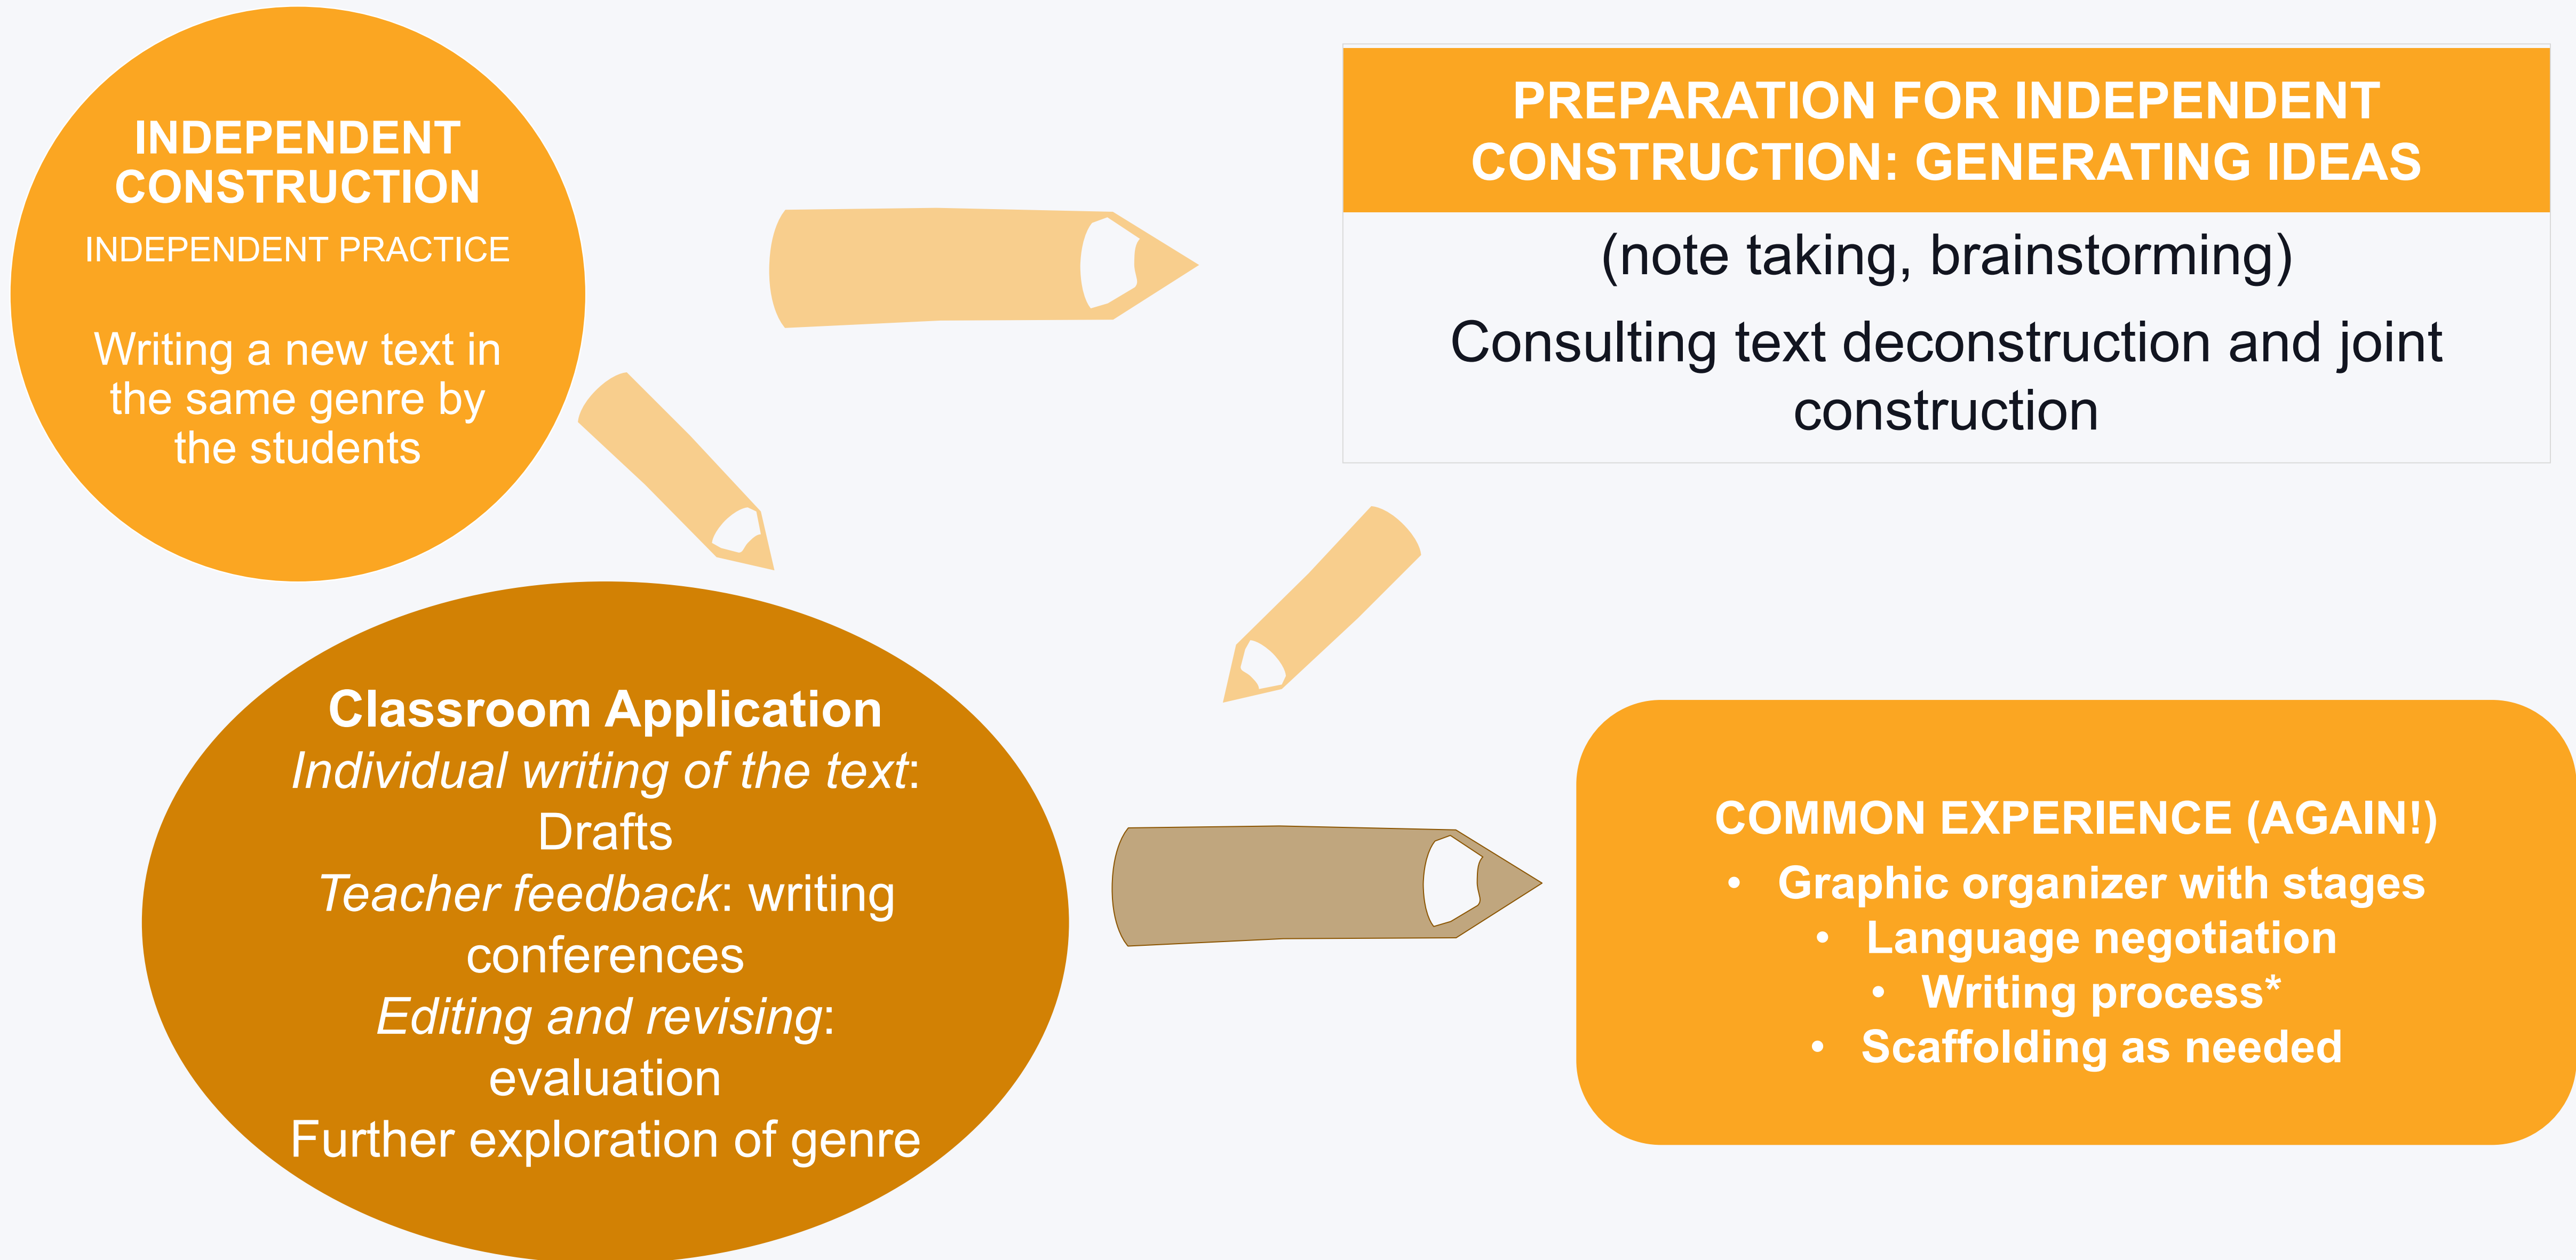 INDEPENDENT
CONSTRUCTION
INDEPENDENT PRACTICE
Writing a new text in
the same genre by
the students
PREPARATION FOR INDEPENDENT
CONSTRUCTION: GENERATING IDEAS
(note taking, brainstorming)
Consulting text deconstruction and joint
construction
Classroom Application
Individual writing of the text:
Drafts
Teacher feedback: writing
conferences
Editing and revising:
evaluation
Further exploration of genre
COMMON EXPERIENCE (AGAIN!)
• Graphic organizer with stages
• Language negotiation
• Writing process*
• Scaffolding as needed